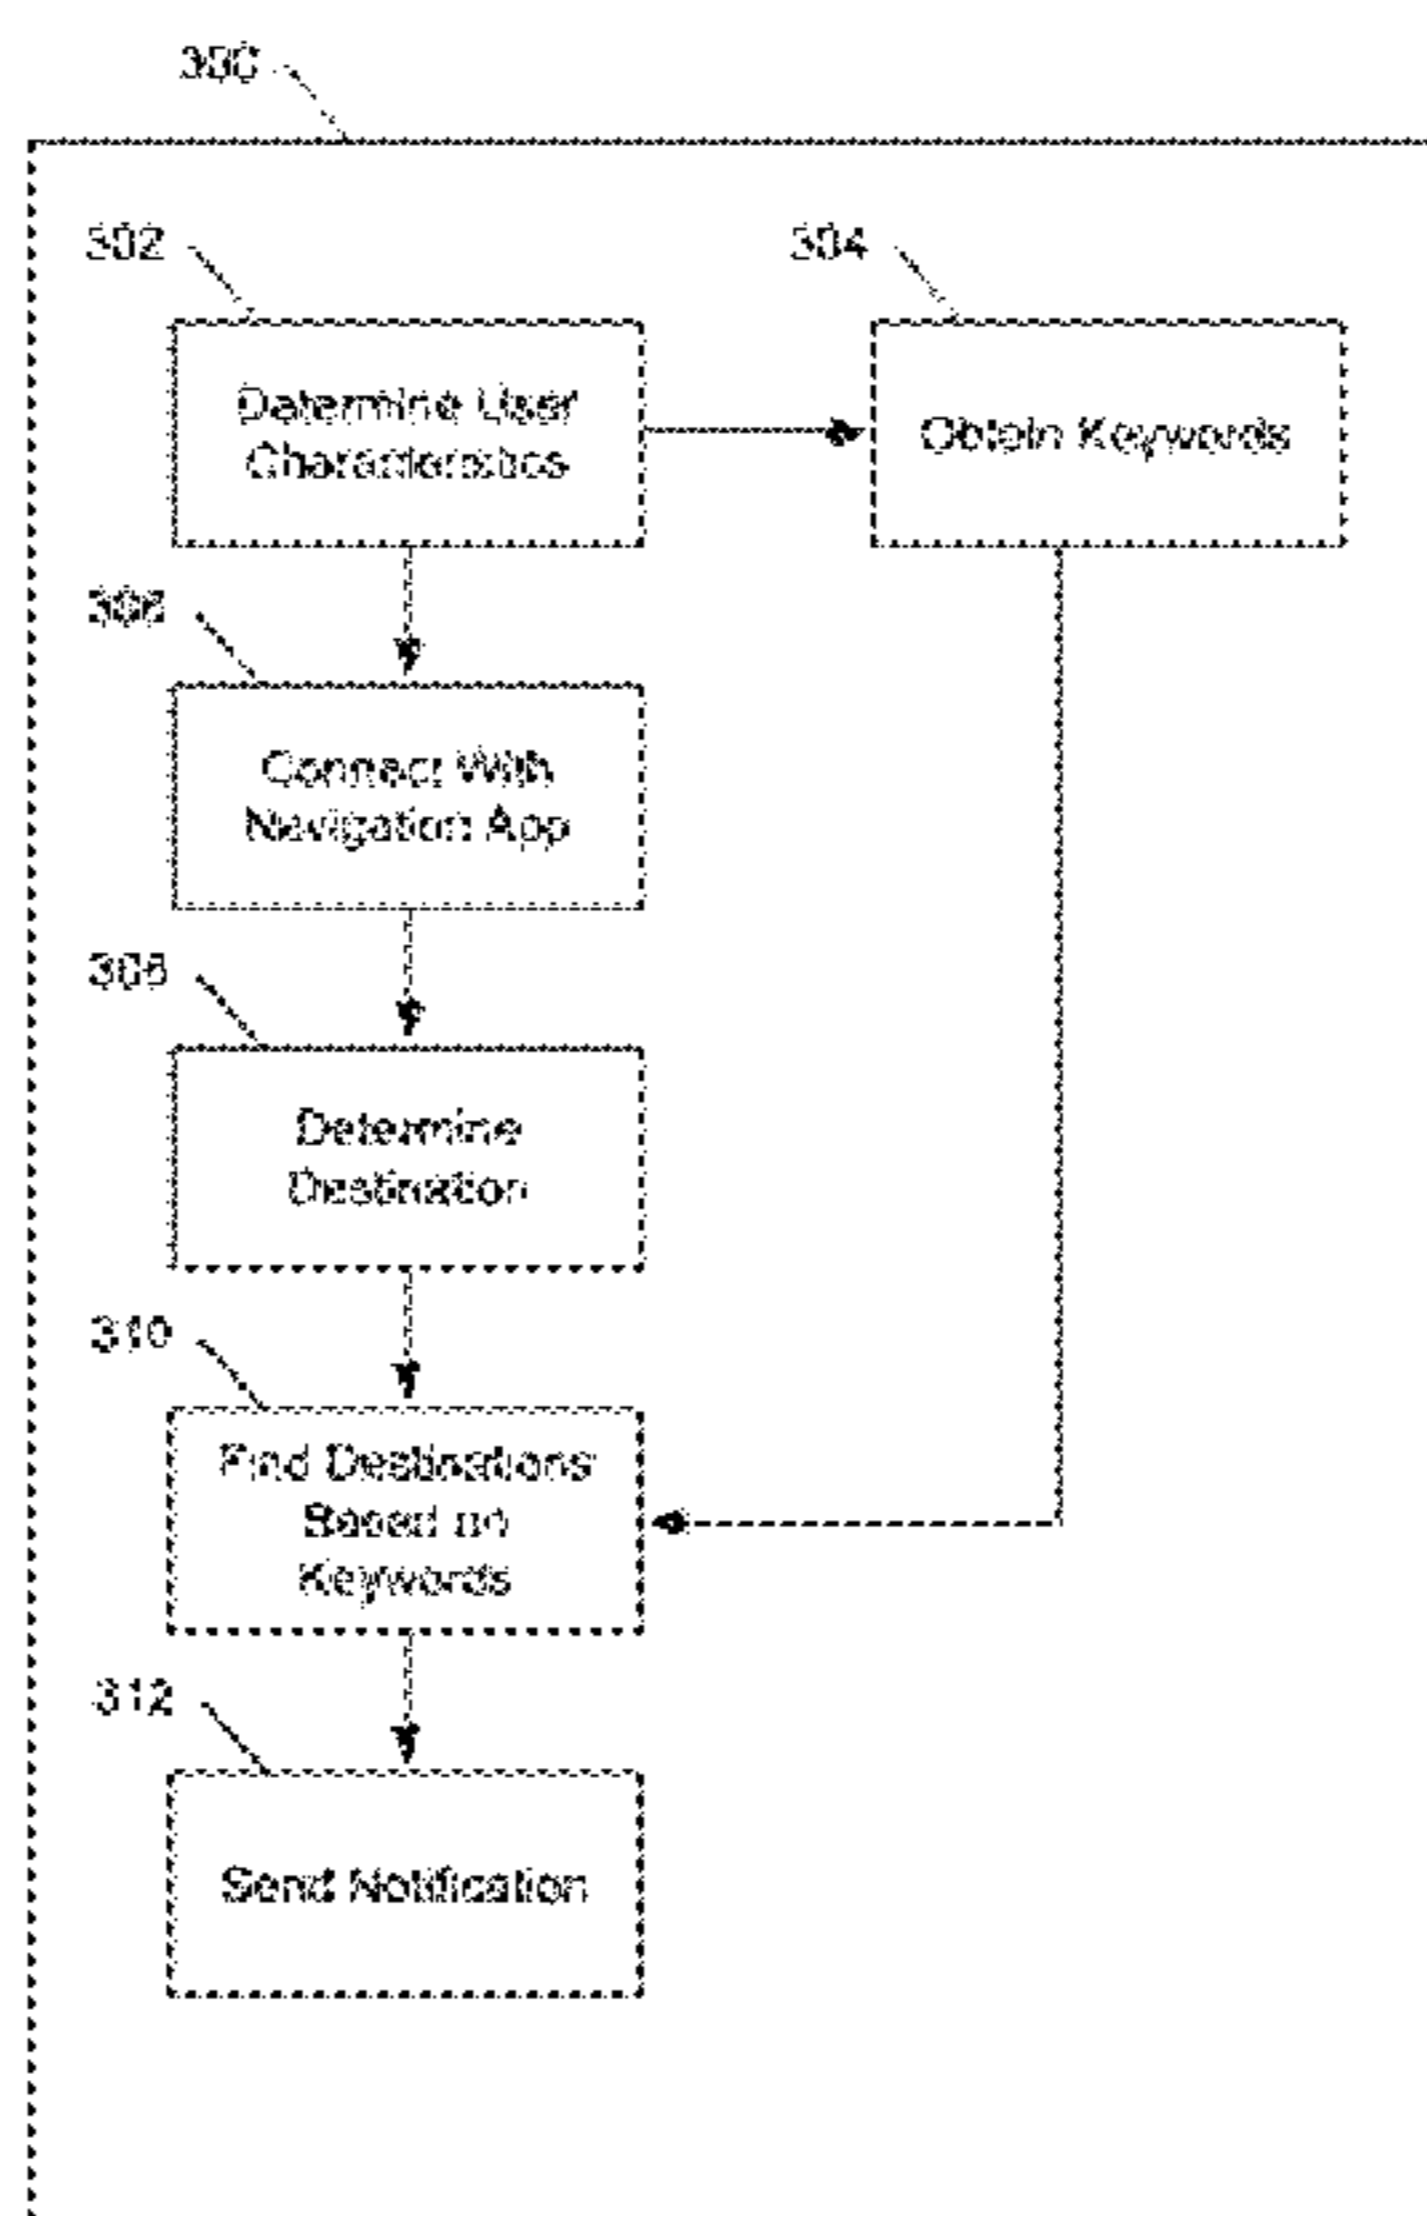 300
302
304
Determine User
Characteristics
Obtain Keywords
306
Connect With
Navigation App
308
Determine
Destination
310
Find Destinations
Based on
Keywords
312
Send Notification